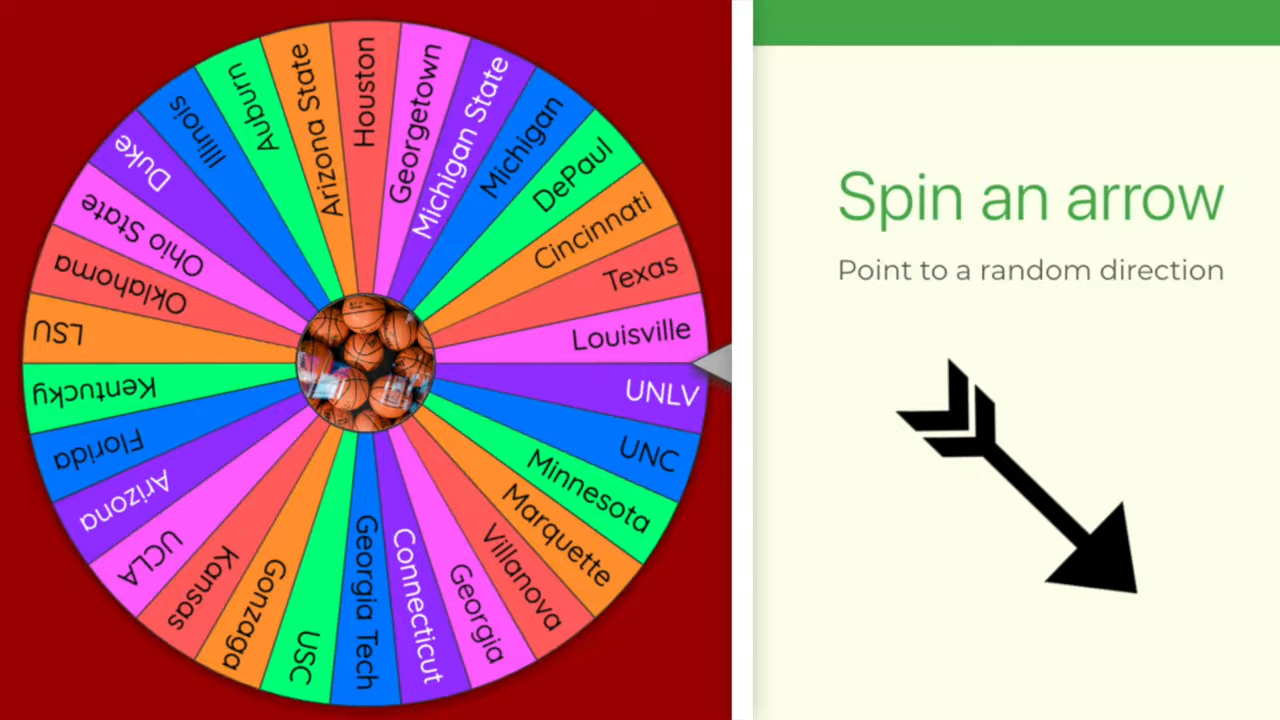 Houston
Georgetown
Michigan State
Michigan
DePaul
Cincinnati
Texas
Louisville
UNLV
UNC
Minnesota
Marquette
Villanova
Georgia
Connecticut
Georgia Tech
USC
Gonzaga
Kansas
UCLA
Arizona
Florida
Kentucky
LSU
Oklahoma
Ohio State
Duke
Illinois
Auburn
Arizona State
Spin an arrow
Point to a random direction